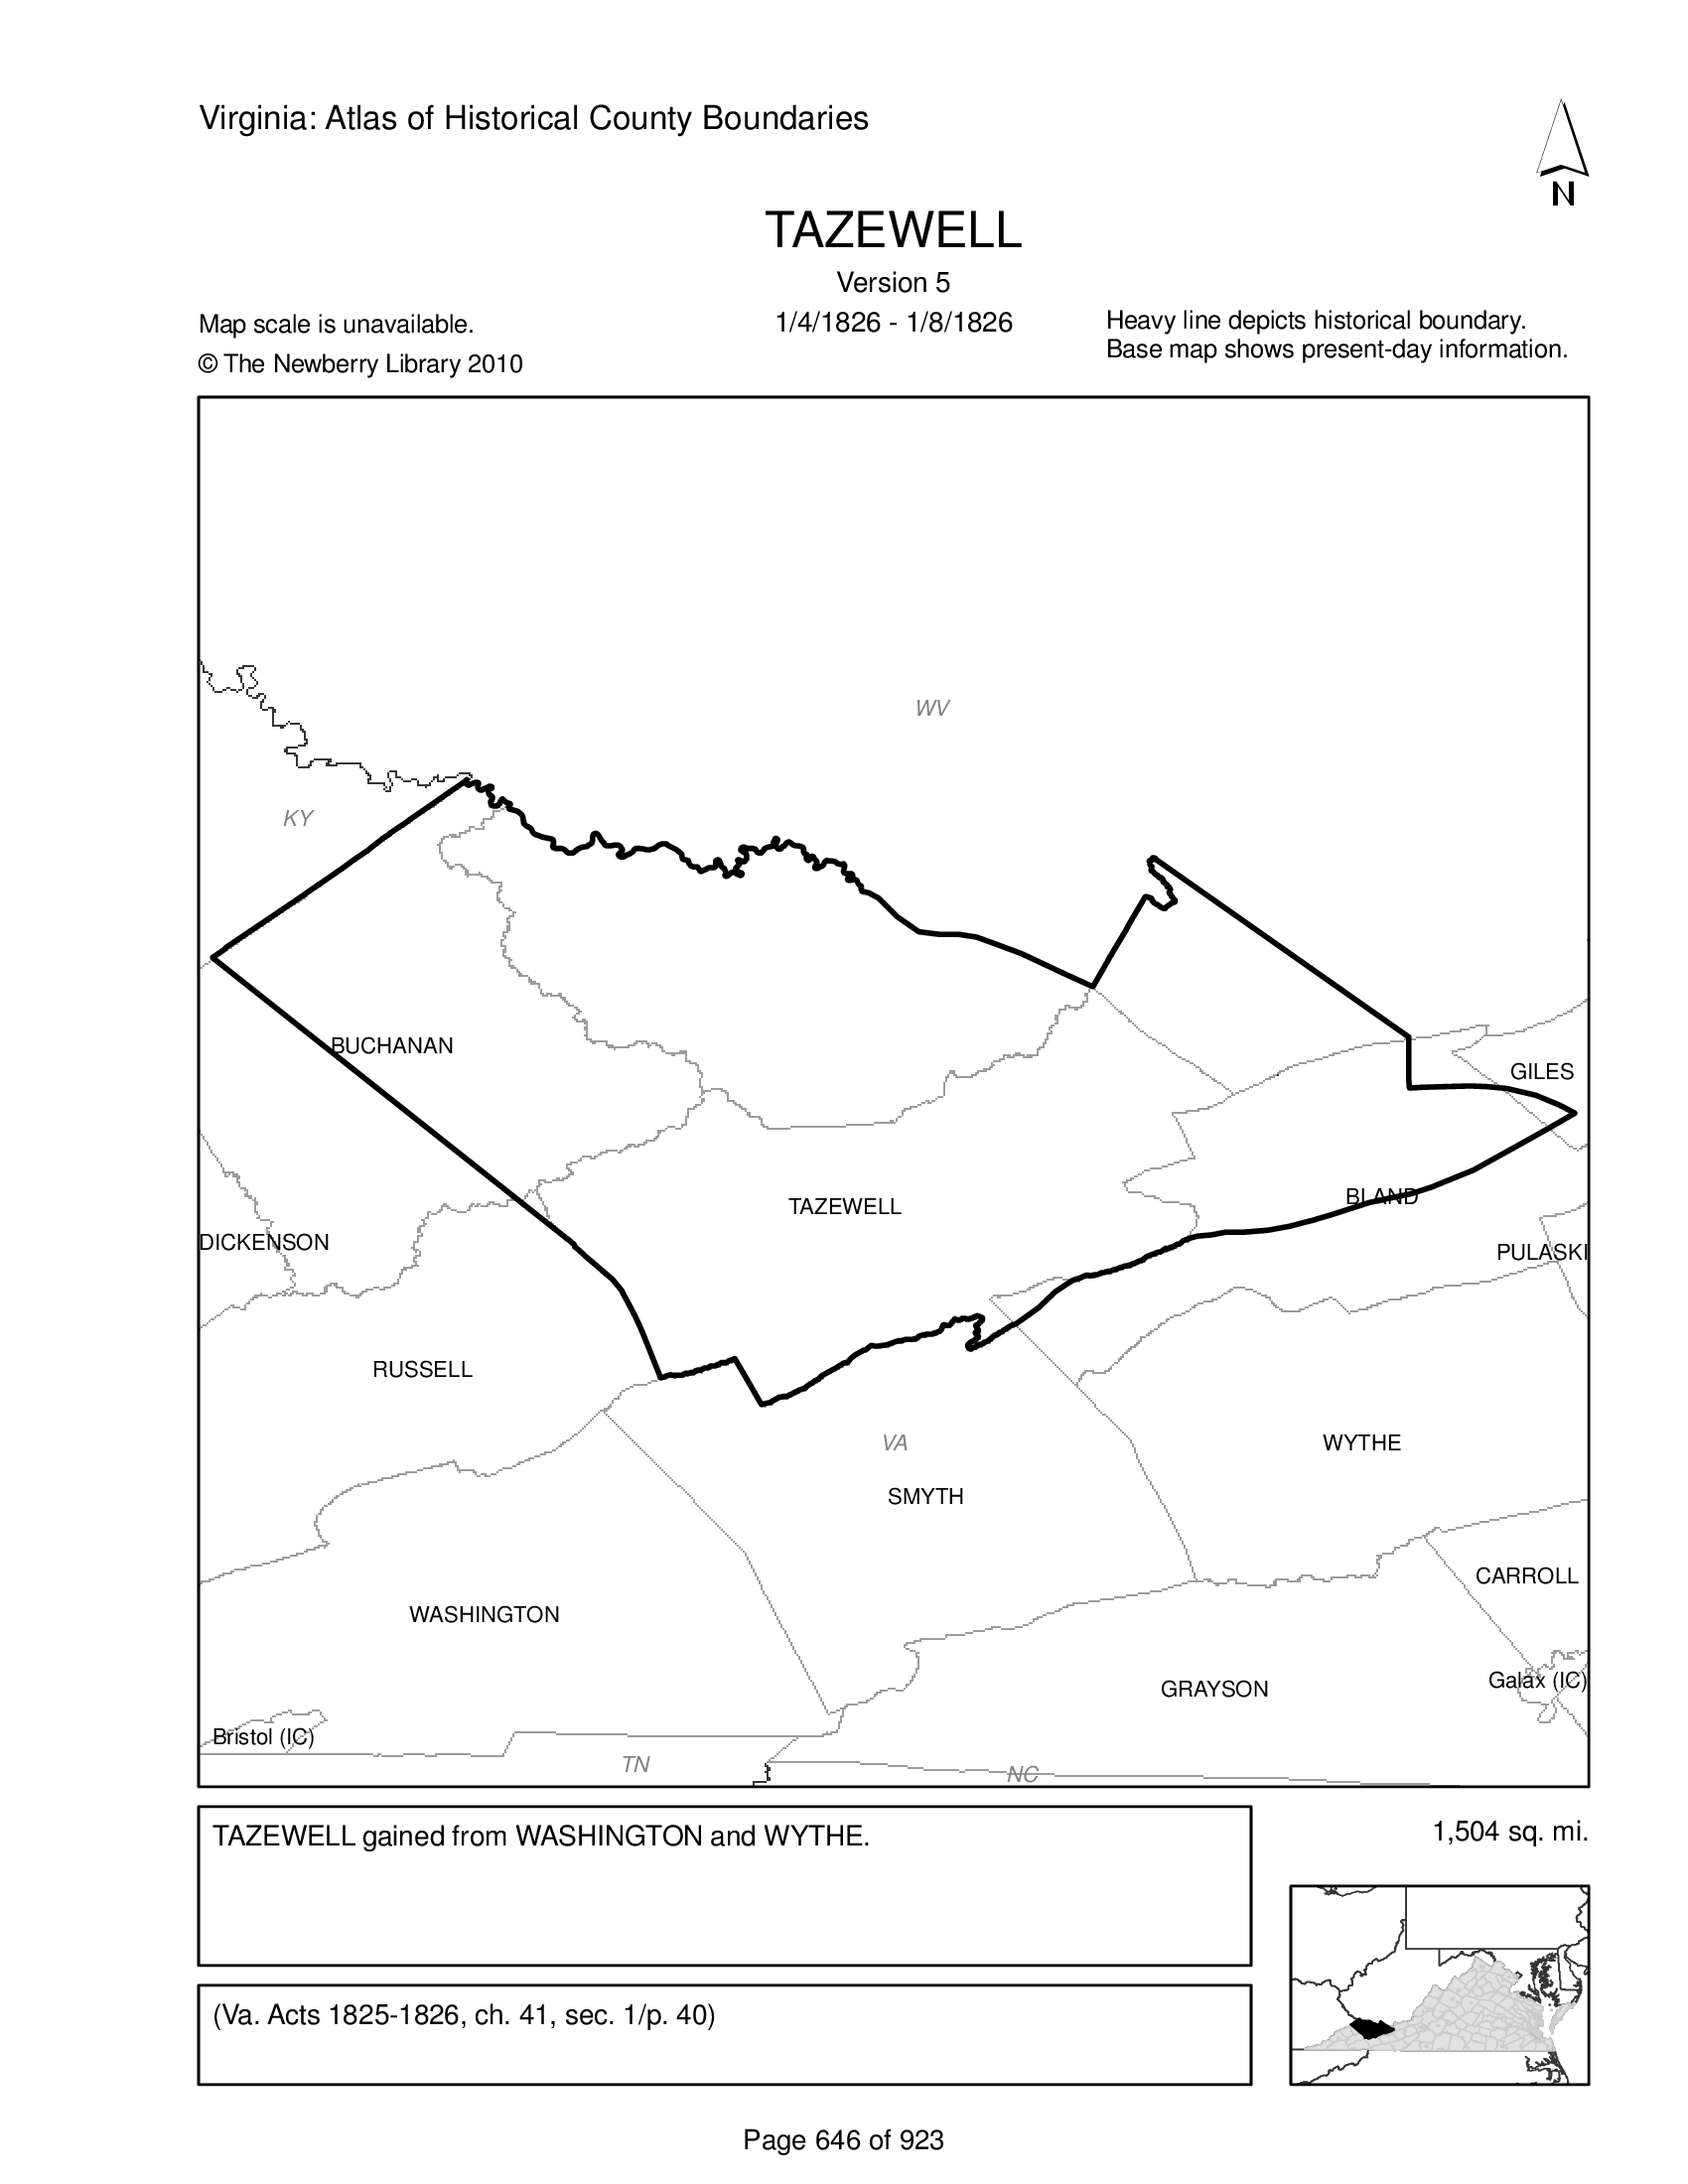 Virginia: Atlas of Historical County Boundaries
N
TAZEWELL
Version 5
1/4/1826 - 1/8/1826
Map scale is unavailable.
© The Newberry Library 2010
Heavy line depicts historical boundary.
Base map shows present-day information.
WV
KY
BUCHANAN
GILES
TAZEWELL
BLAND
DICKENSON
PULASKI
RUSSELL
VA
WYTHE
SMYTH
CARROLL
WASHINGTON
GRAYSON
Galax (IC)
Bristol (IC)
TN
NC
TAZEWELL gained from WASHINGTON and WYTHE.
1,504 sq. mi.
(Va. Acts 1825-1826, ch. 41, sec. 1/p. 40)
Page 646 of 923